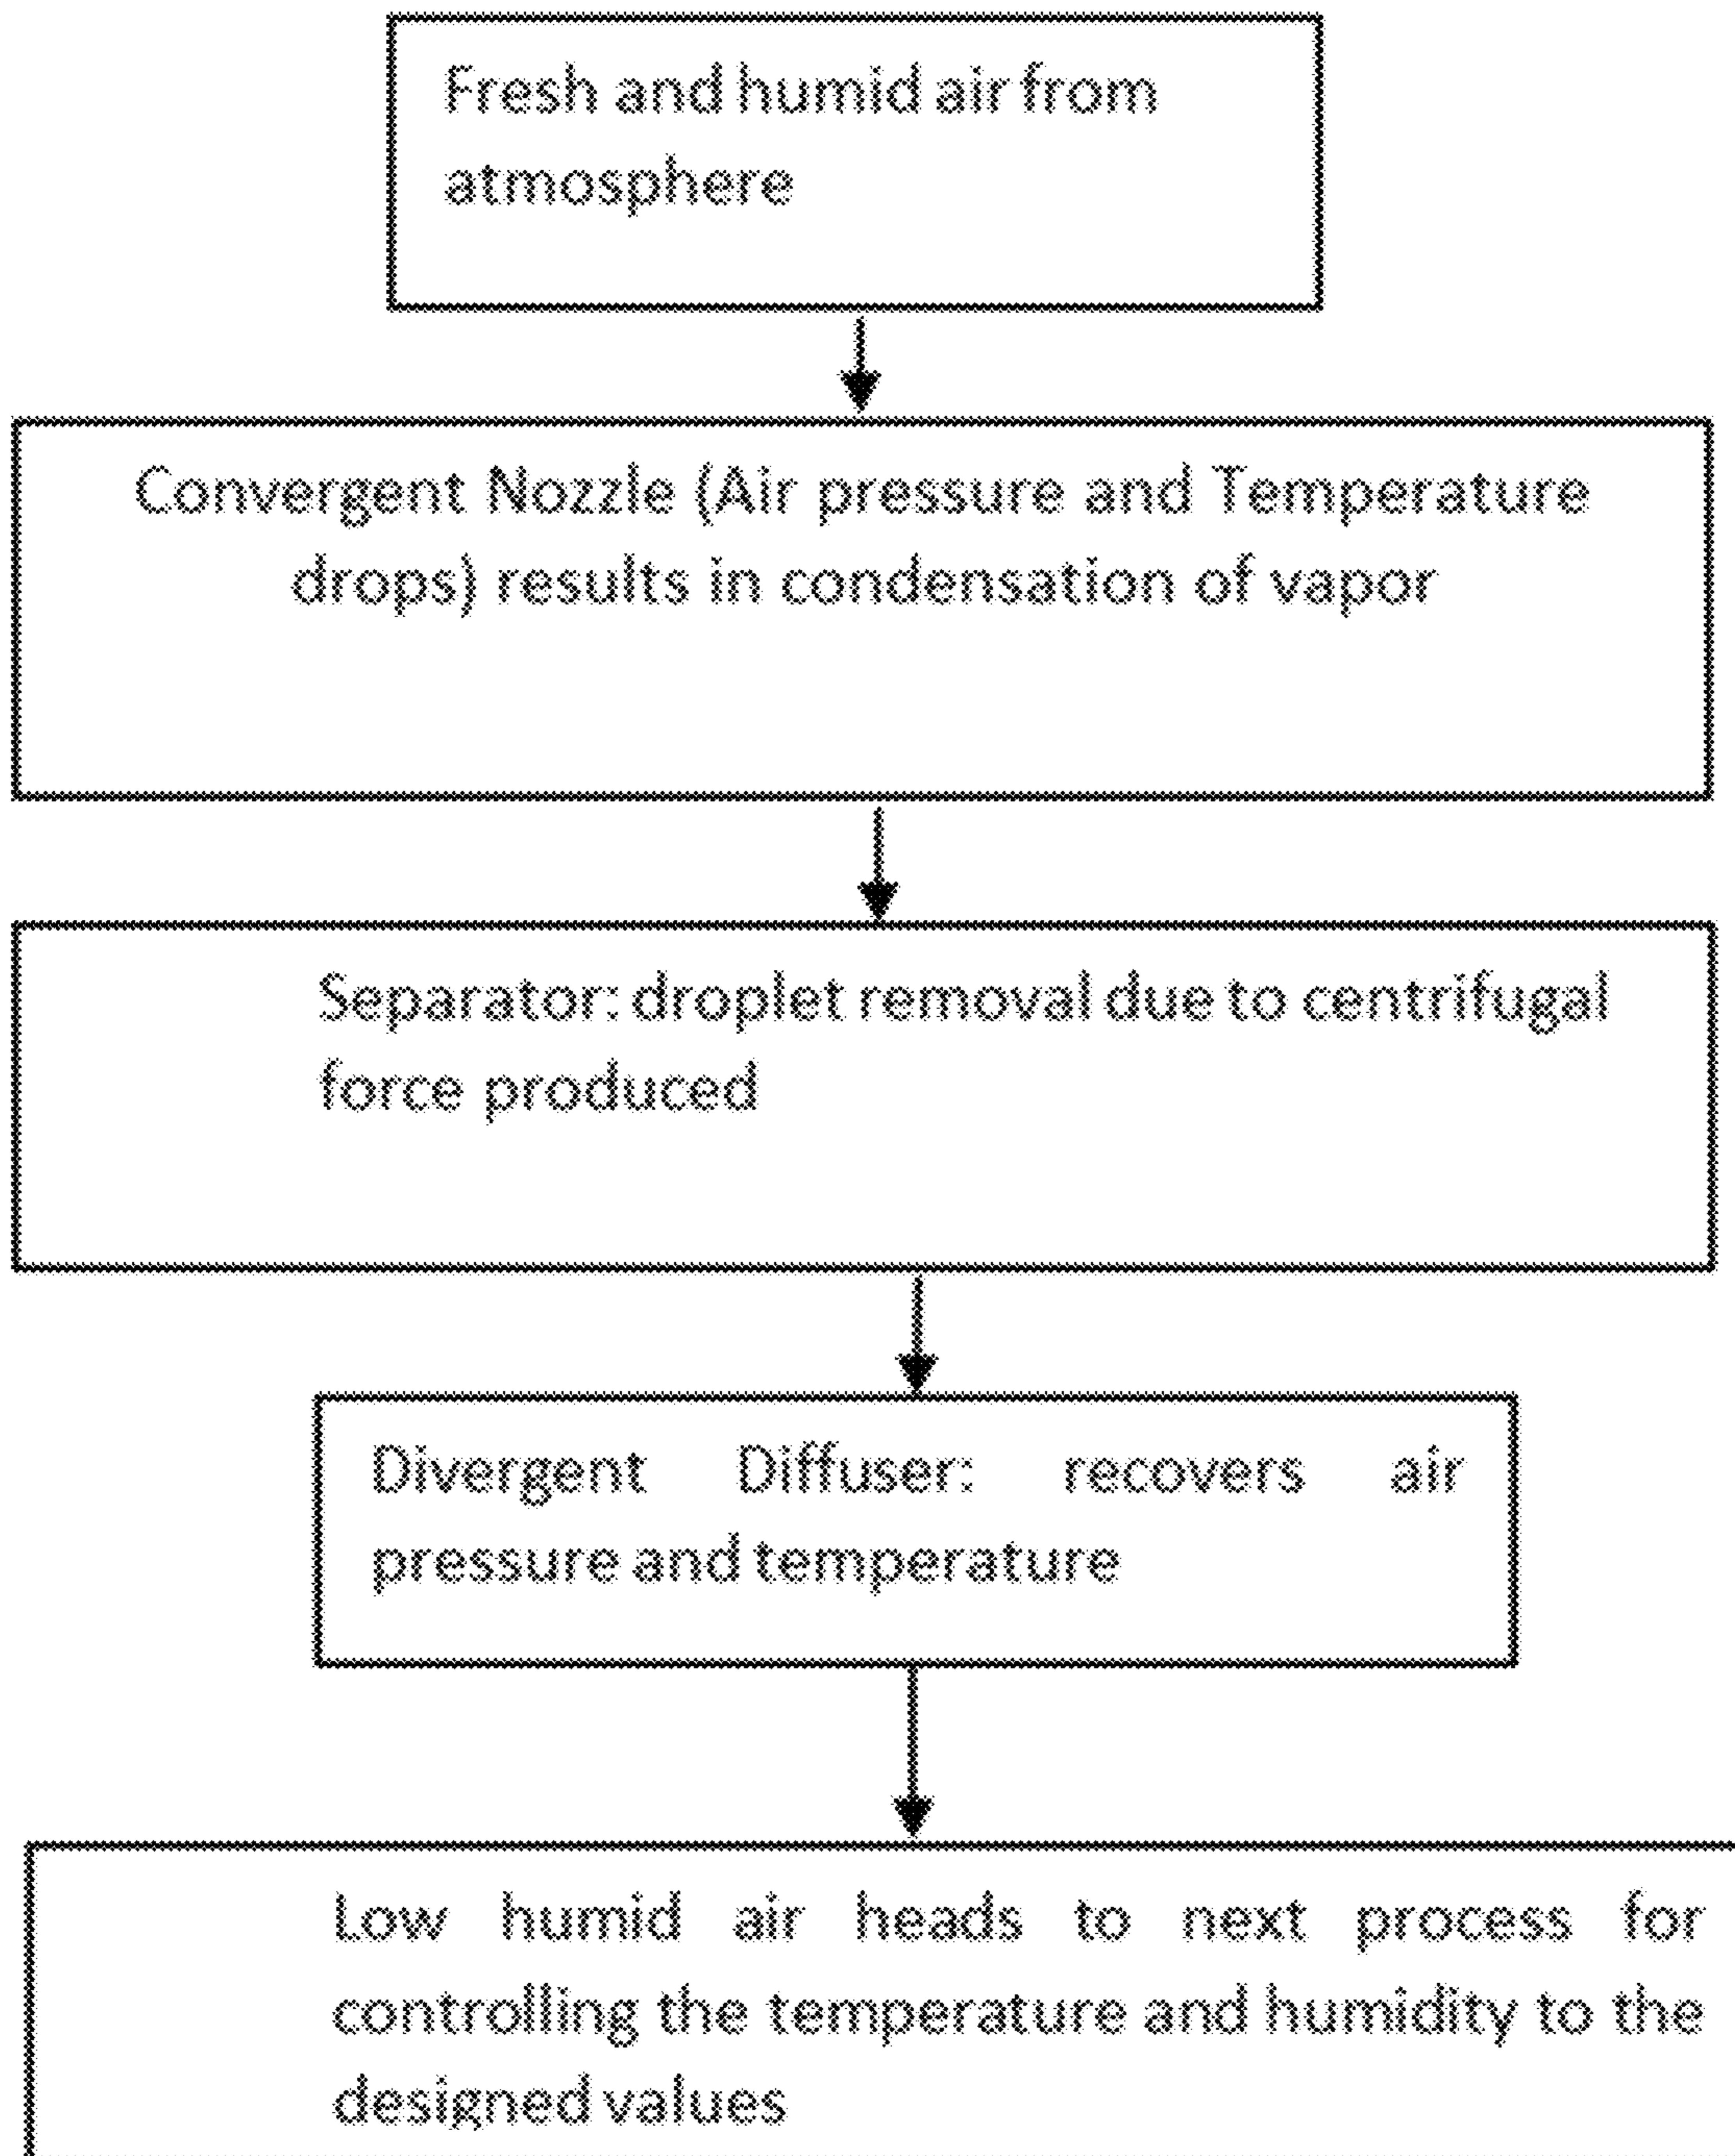 Fresh and humid air from
atmosphere
Convergent Nozzle (Air pressure and Temperature
drops) results in condensation of vapor
Separator: droplet removal due to centrifugal
force produced
Divergent Diffuser: recovers air
pressure and temperature
Low humid air heads to next process for
controlling the temperature and humidity to the
designed values